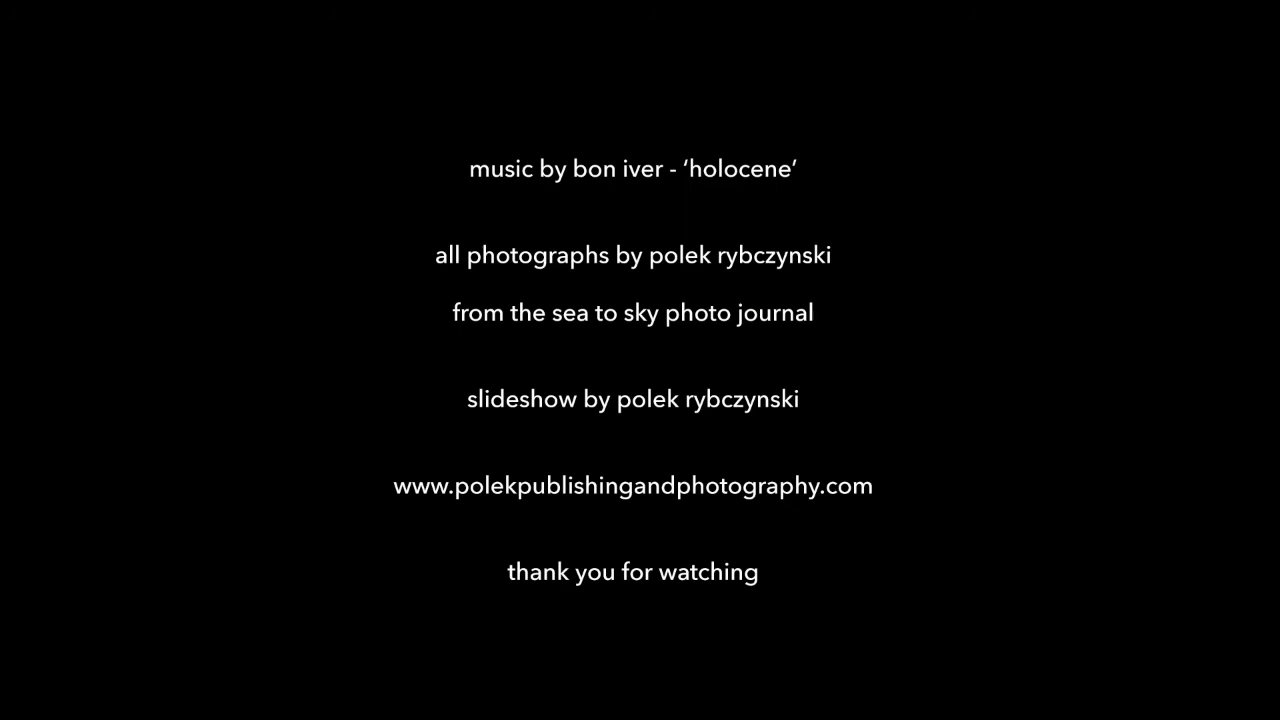 music by bon iver - ’holocene’
all photographs by polek rybczynski
from the sea to sky photo journal
slideshow by polek rybczynski
www.polekpublishingandphotography.com
thank you for watching